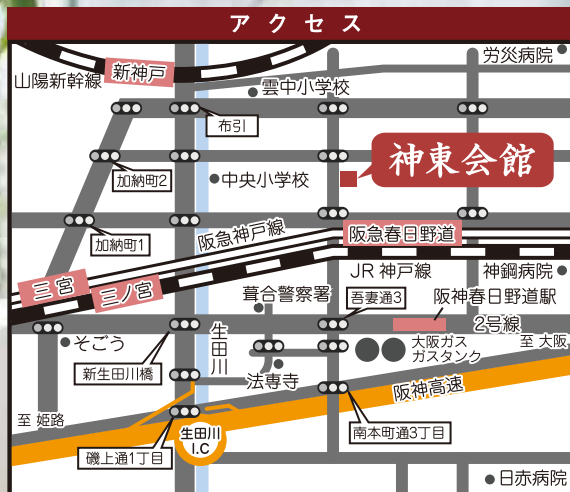 アクセス
労災病院
山陽新幹線
新神戸
雲中小学校
布引
神東会館
加納町2
中央小学校
加納町1
阪急神戸線
阪急春日野道
JR 神戸線
神鋼病院
三宮
三ノ宮
葺合警察署
吾妻通3
阪神春日野道駅
2号線
至 大阪
そごう
生田川
大阪ガス
ガスタンク
新生田川橋
法専寺
阪神高速
至 姫路
生田川
I.C
南本町通3丁目
磯上通1丁目
日赤病院